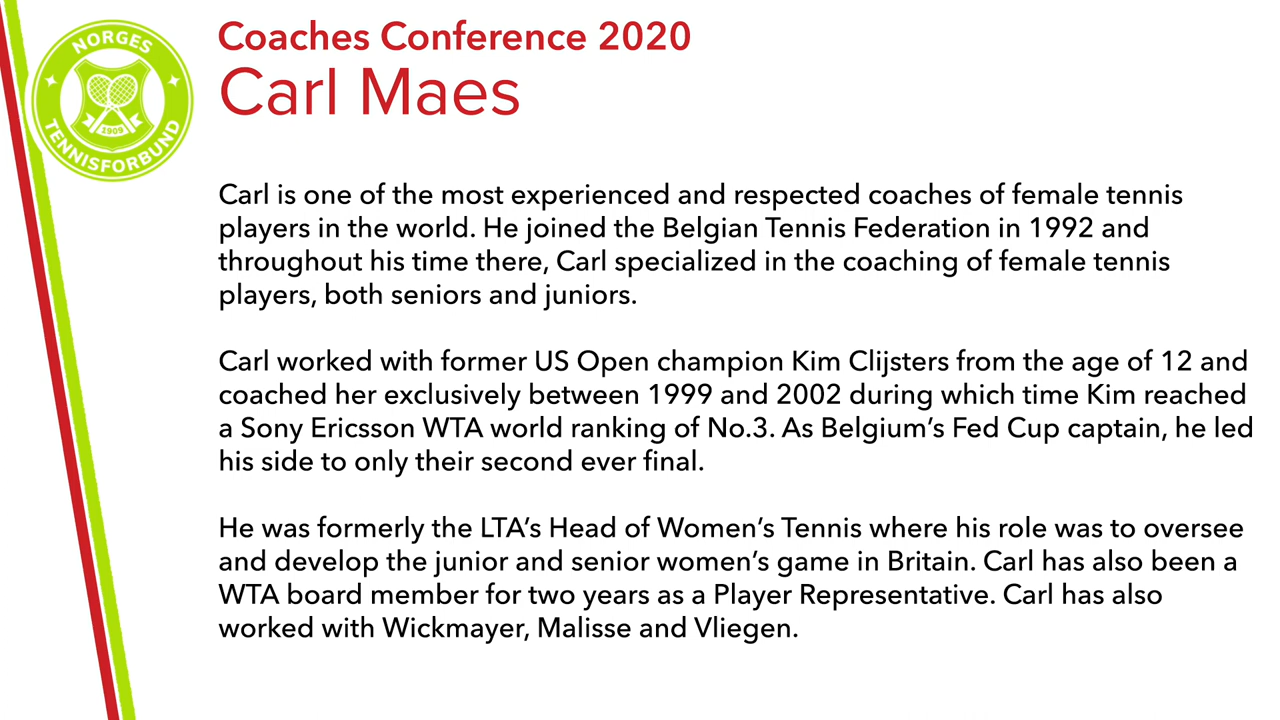 NORGES
1909
TENNISFORBUND
Coaches Conference 2020
Carl Maes
Carl is one of the most experienced and respected coaches of female tennis
players in the world. He joined the Belgian Tennis Federation in 1992 and
throughout his time there, Carl specialized in the coaching of female tennis
players, both seniors and juniors.
Carl worked with former US Open champion Kim Clijsters from the age of 12 and
coached her exclusively between 1999 and 2002 during which time Kim reached
a Sony Ericsson WTA world ranking of No.3. As Belgium’s Fed Cup captain, he led
his side to only their second ever final.
He was formerly the LTA’s Head of Women’s Tennis where his role was to oversee
and develop the junior and senior women’s game in Britain. Carl has also been a
WTA board member for two years as a Player Representative. Carl has also
worked with Wickmayer, Malisse and Vliegen.